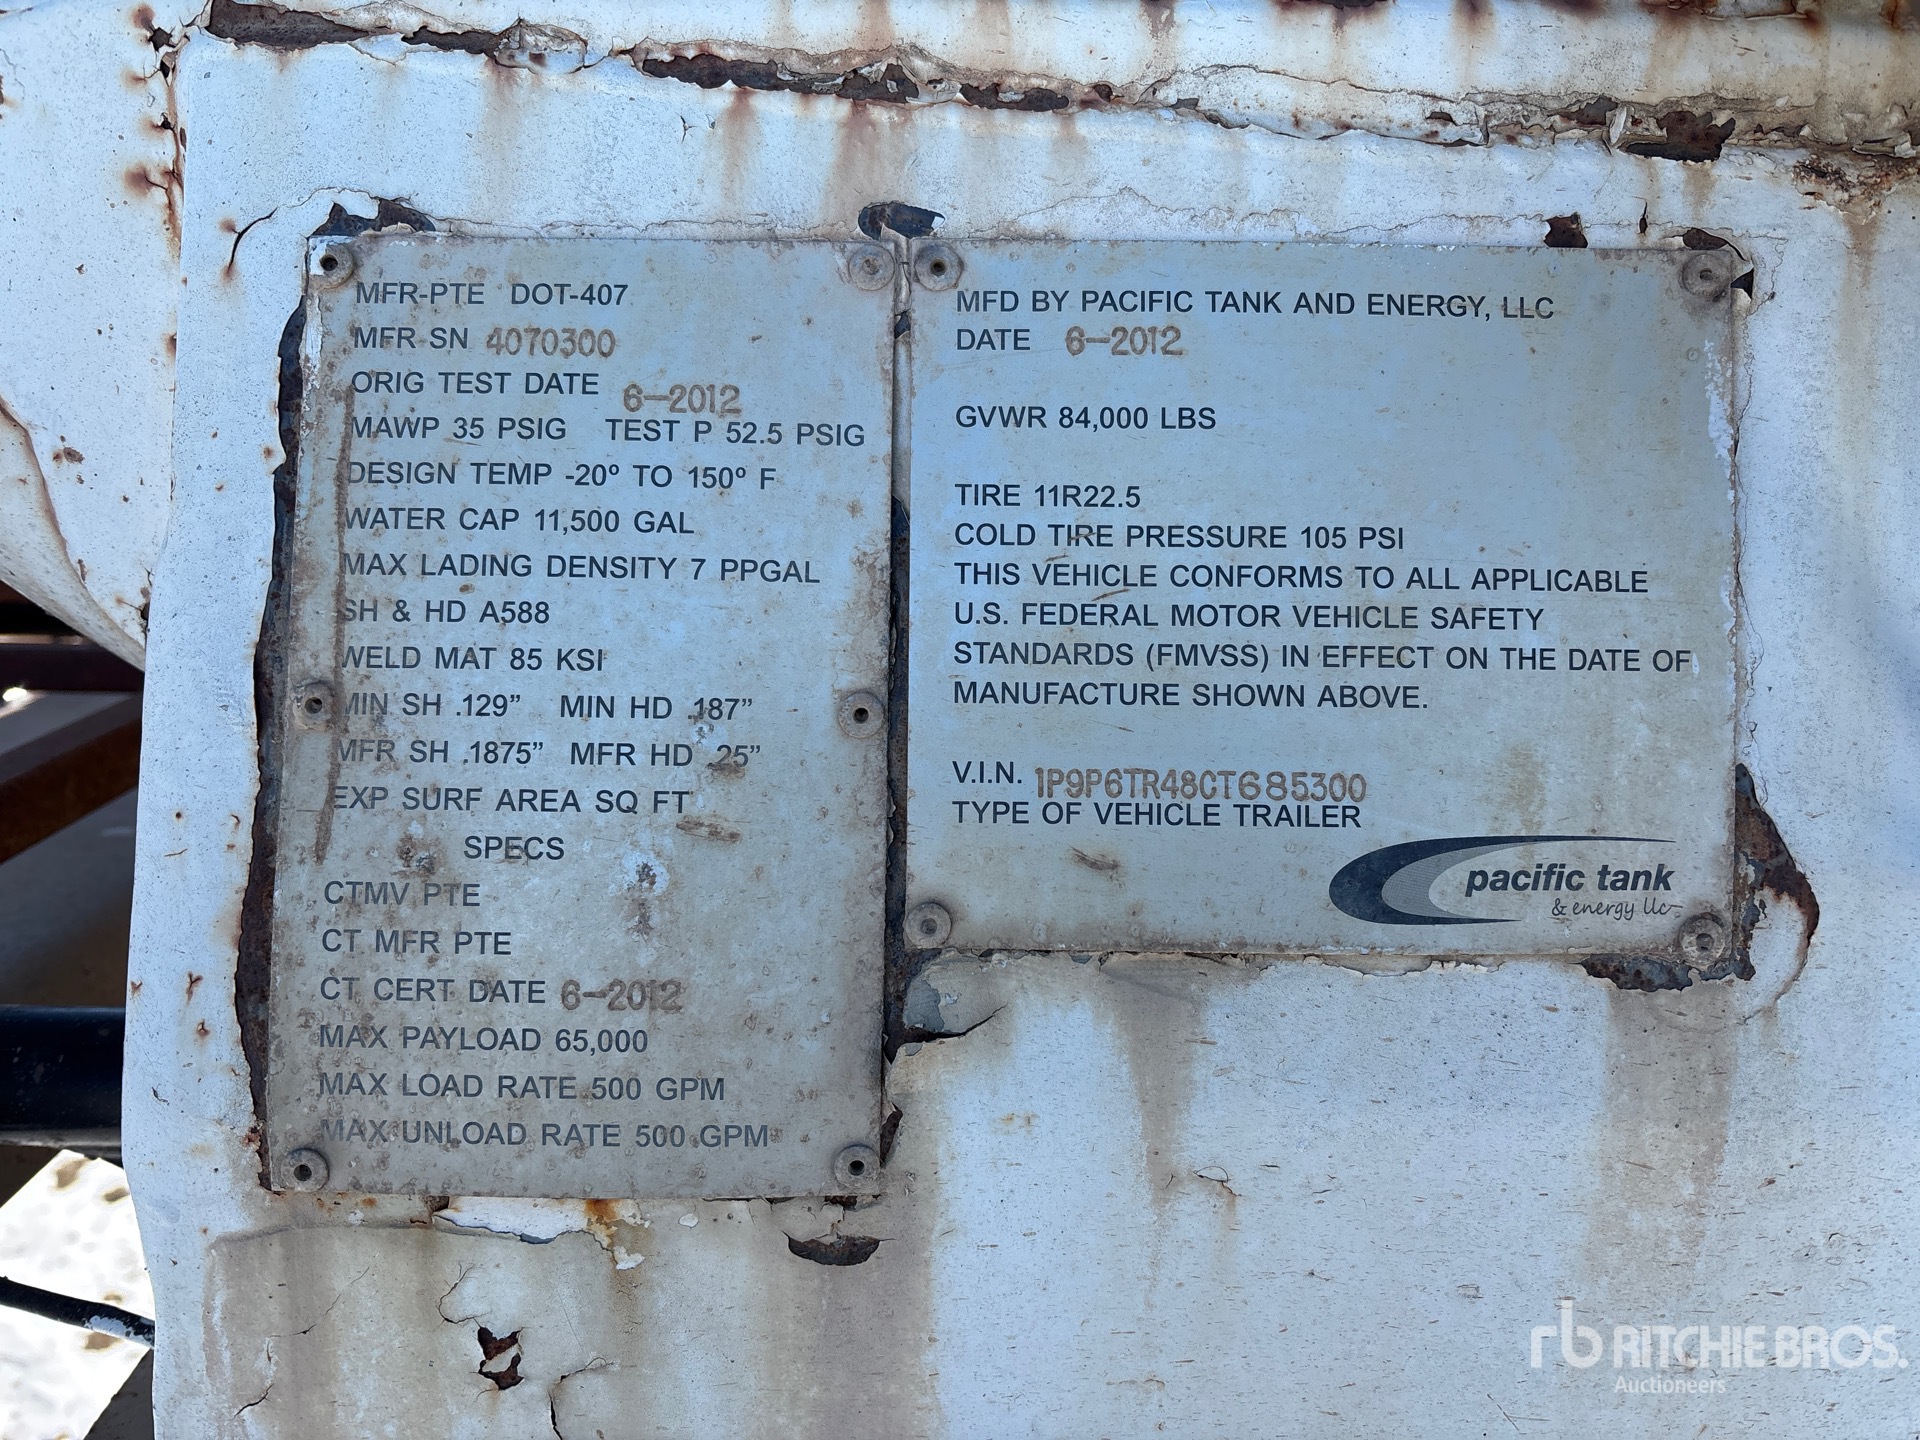 MFR-PTE DOT-407
MFR SN 4070300
ORIG TEST DATE 6-2012
MAWP 35 PSIG TEST P 52.5 PSIG
DESIGN TEMP -20º TO 150º F
WATER CAP 11,500 GAL
MAX LADING DENSITY 7 PPGAL
SH & HD A588
WELD MAT 85 KSI
MIN SH .129” MIN HD .187”
MFR SH .1875” MFR HD .25”
EXP SURF AREA SQ FT
SPECS
CTMV PTE
CT MFR PTE
CT CERT DATE 6-2012
MAX PAYLOAD 65,000
MAX LOAD RATE 500 GPM
MAX UNLOAD RATE 500 GPM
MFD BY PACIFIC TANK AND ENERGY, LLC
DATE 6-2012
GVWR 84,000 LBS
TIRE 11R22.5
COLD TIRE PRESSURE 105 PSI
THIS VEHICLE CONFORMS TO ALL APPLICABLE
U.S. FEDERAL MOTOR VEHICLE SAFETY
STANDARDS (FMVSS) IN EFFECT ON THE DATE OF
MANUFACTURE SHOWN ABOVE.
V.I.N. 1P9P6TR48CT685300
TYPE OF VEHICLE TRAILER
pacific tank
& energy llc
rb RITCHIE BROS.
Auctioneers